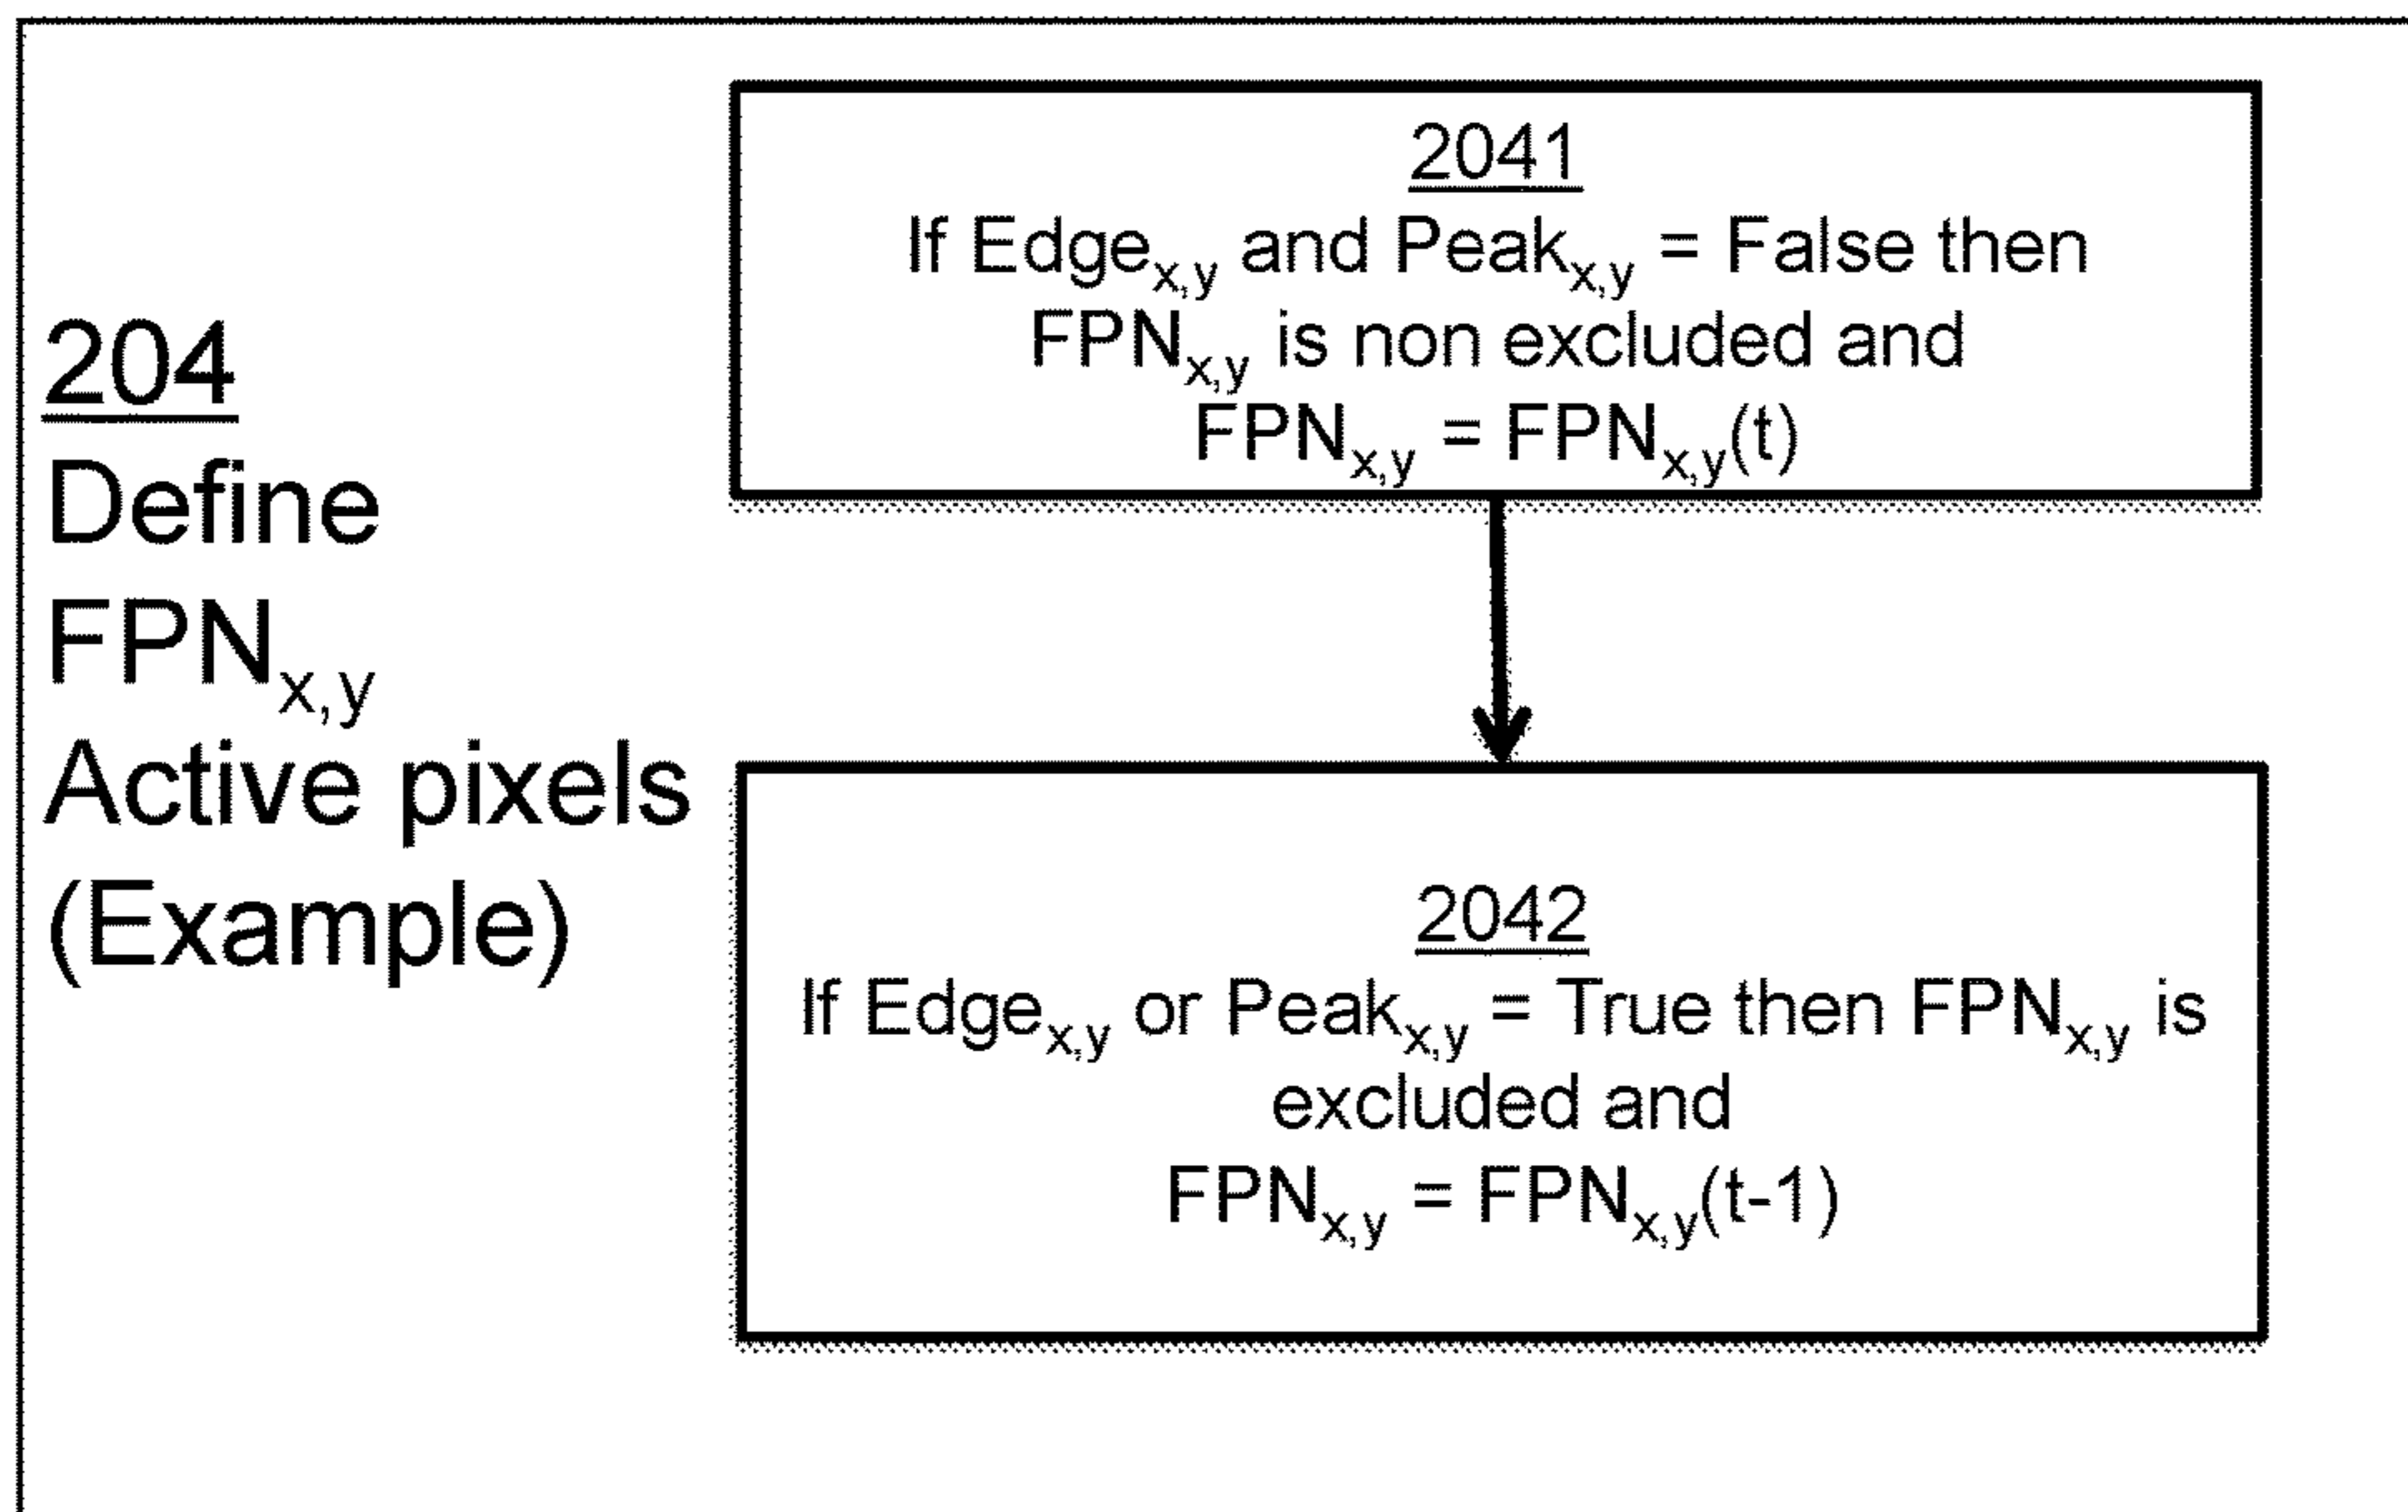 204
Define
FPNx,y
Active pixels
(Example)
2041
If Edgex,y and Peakx,y = False then
FPNx,y is non excluded and
FPNx,y = FPNx,y(t)
2042
If Edgex,y or Peakx,y = True then FPNx,y is
excluded and
FPNx,y = FPNx,y(t-1)